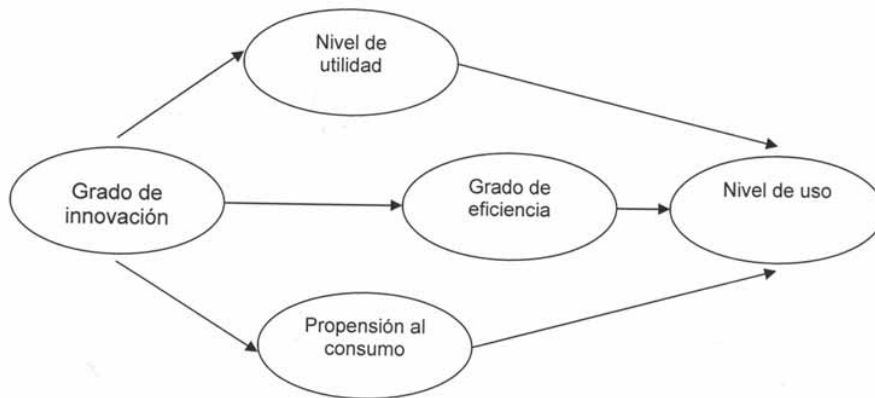 Nivel de
utilidad
Grado de
innovación
Grado de
eficiencia
Nivel de uso
Propensión al
consumo